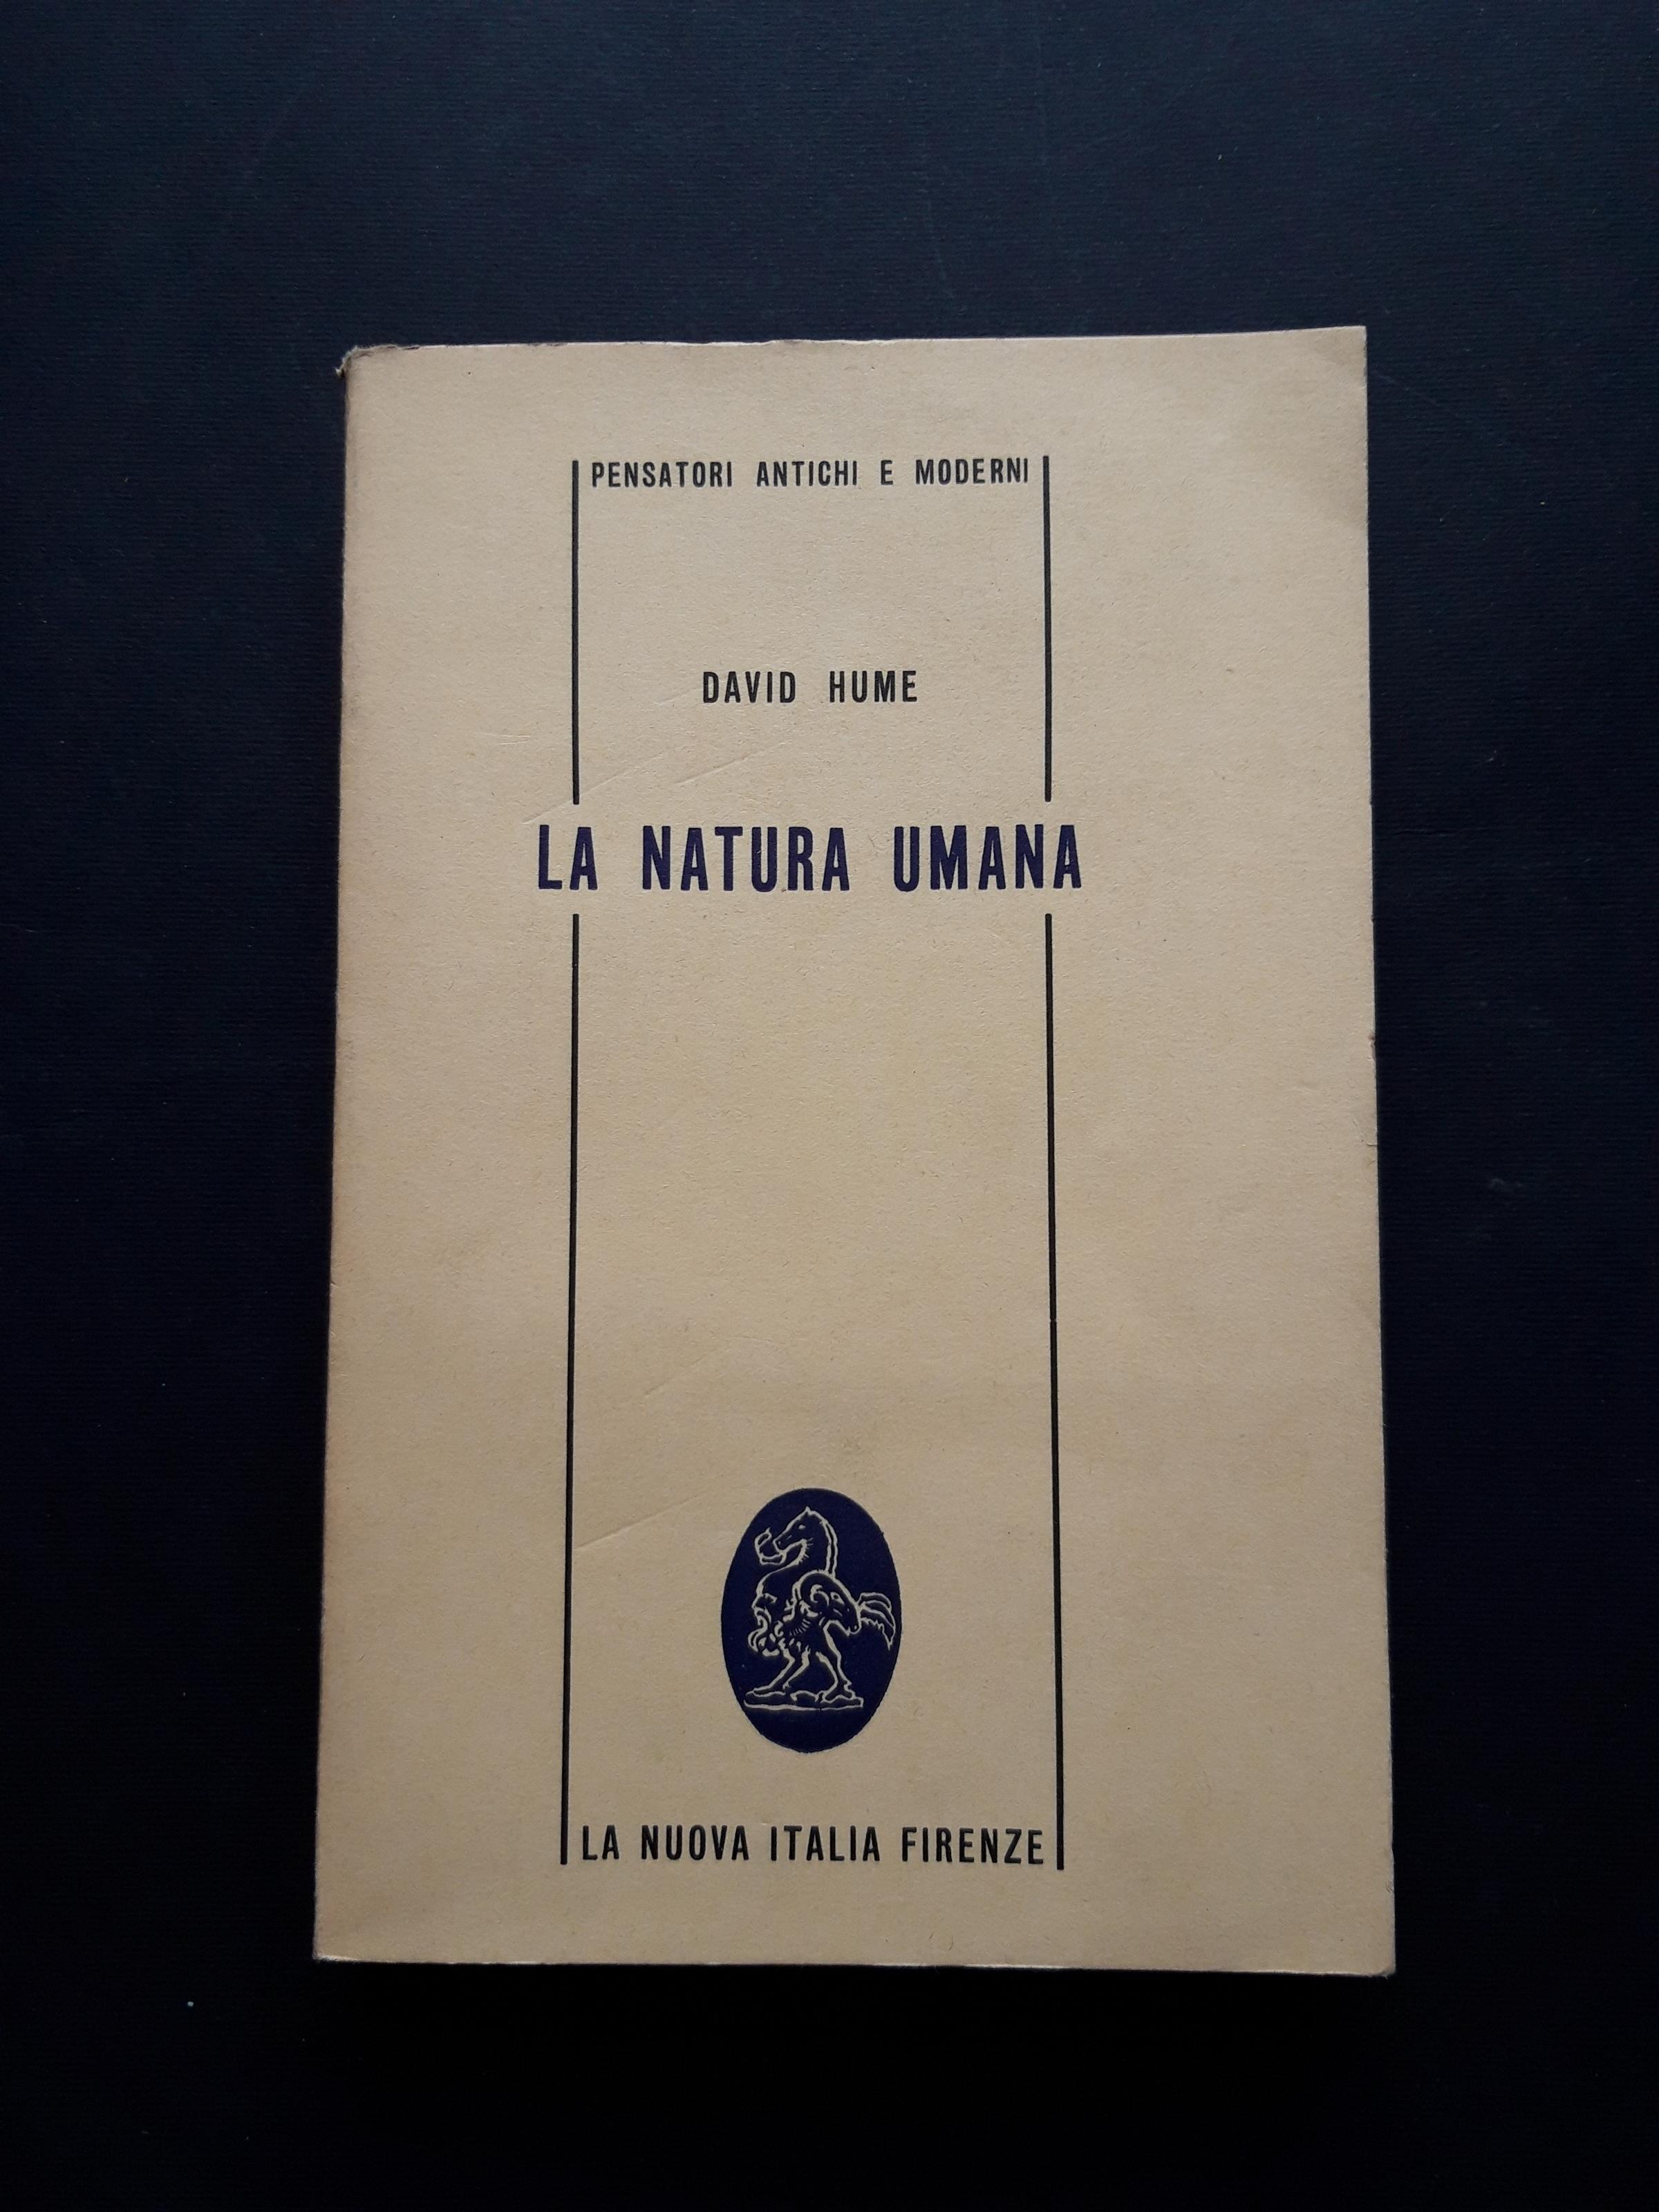 PENSATORI ANTICHI E MODERNI
DAVID HUME
LA NATURA UMANA
LA NUOVA ITALIA FIRENZE